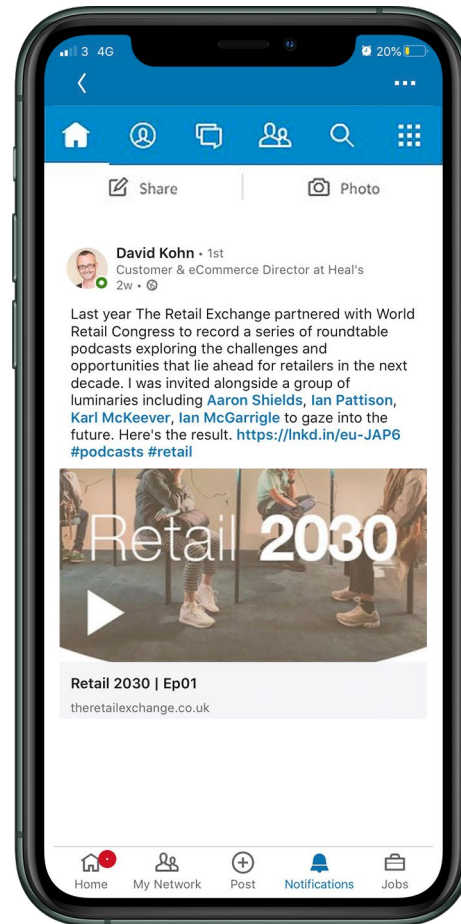 3 4G
20%
Share
Photo
David Kohn • 1st
Customer & eCommerce Director at Heal's
2w •
Last year The Retail Exchange partnered with World
Retail Congress to record a series of roundtable
podcasts exploring the challenges and
opportunities that lie ahead for retailers in the next
decade. I was invited alongside a group of
luminaries including Aaron Shields, Ian Pattison,
Karl McKeever, Ian McGarrigle to gaze into the
future. Here's the result. https://lnkd.in/eu-JAP6
#podcasts #retail
Retail 2030
Retail 2030 | Ep01
theretailexchange.co.uk
Home
My Network
Post
Notifications
Jobs